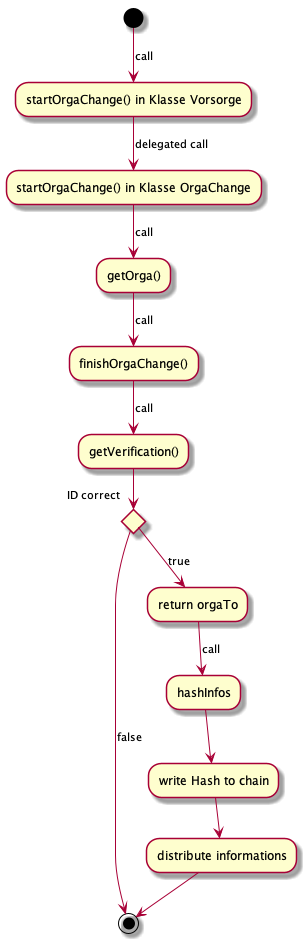 call
startOrgaChange() in Klasse Vorsorge
delegated call
startOrgaChange() in Klasse OrgaChange
call
getOrga()
call
finishOrgaChange()
call
getVerification()
ID correct
true
return orgaTo
call
hashInfos
false
write Hash to chain
distribute informations